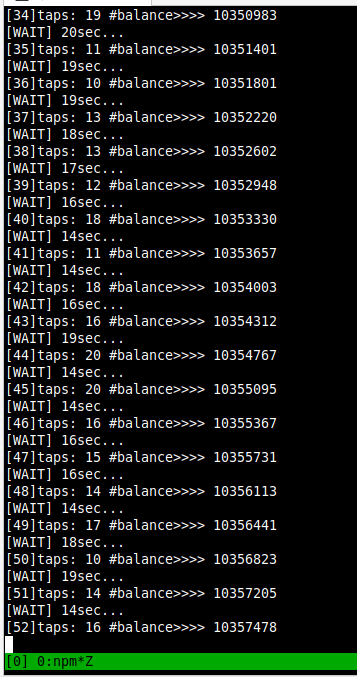 [34]taps: 19 #balance>>>> 10350983
[WAIT] 20sec...
[35]taps: 11 #balance>>>> 10351401
[WAIT] 19sec...
[36]taps: 10 #balance>>>> 10351801
[WAIT] 19sec...
[37]taps: 13 #balance>>>> 10352220
[WAIT] 18sec...
[38]taps: 13 #balance>>>> 10352602
[WAIT] 17sec...
[39]taps: 12 #balance>>>> 10352948
[WAIT] 16sec...
[40]taps: 18 #balance>>>> 10353330
[WAIT] 14sec...
[41]taps: 11 #balance>>>> 10353657
[WAIT] 14sec...
[42]taps: 18 #balance>>>> 10354003
[WAIT] 16sec...
[43]taps: 16 #balance>>>> 10354312
[WAIT] 19sec...
[44]taps: 20 #balance>>>> 10354767
[WAIT] 14sec...
[45]taps: 20 #balance>>>> 10355095
[WAIT] 14sec...
[46]taps: 16 #balance>>>> 10355367
[WAIT] 16sec...
[47]taps: 15 #balance>>>> 10355731
[WAIT] 16sec...
[48]taps: 14 #balance>>>> 10356113
[WAIT] 14sec...
[49]taps: 17 #balance>>>> 10356441
[WAIT] 18sec...
[50]taps: 10 #balance>>>> 10356823
[WAIT] 19sec...
[51]taps: 14 #balance>>>> 10357205
[WAIT] 14sec...
[52]taps: 16 #balance>>>> 10357478
[0] 0:npm*Z